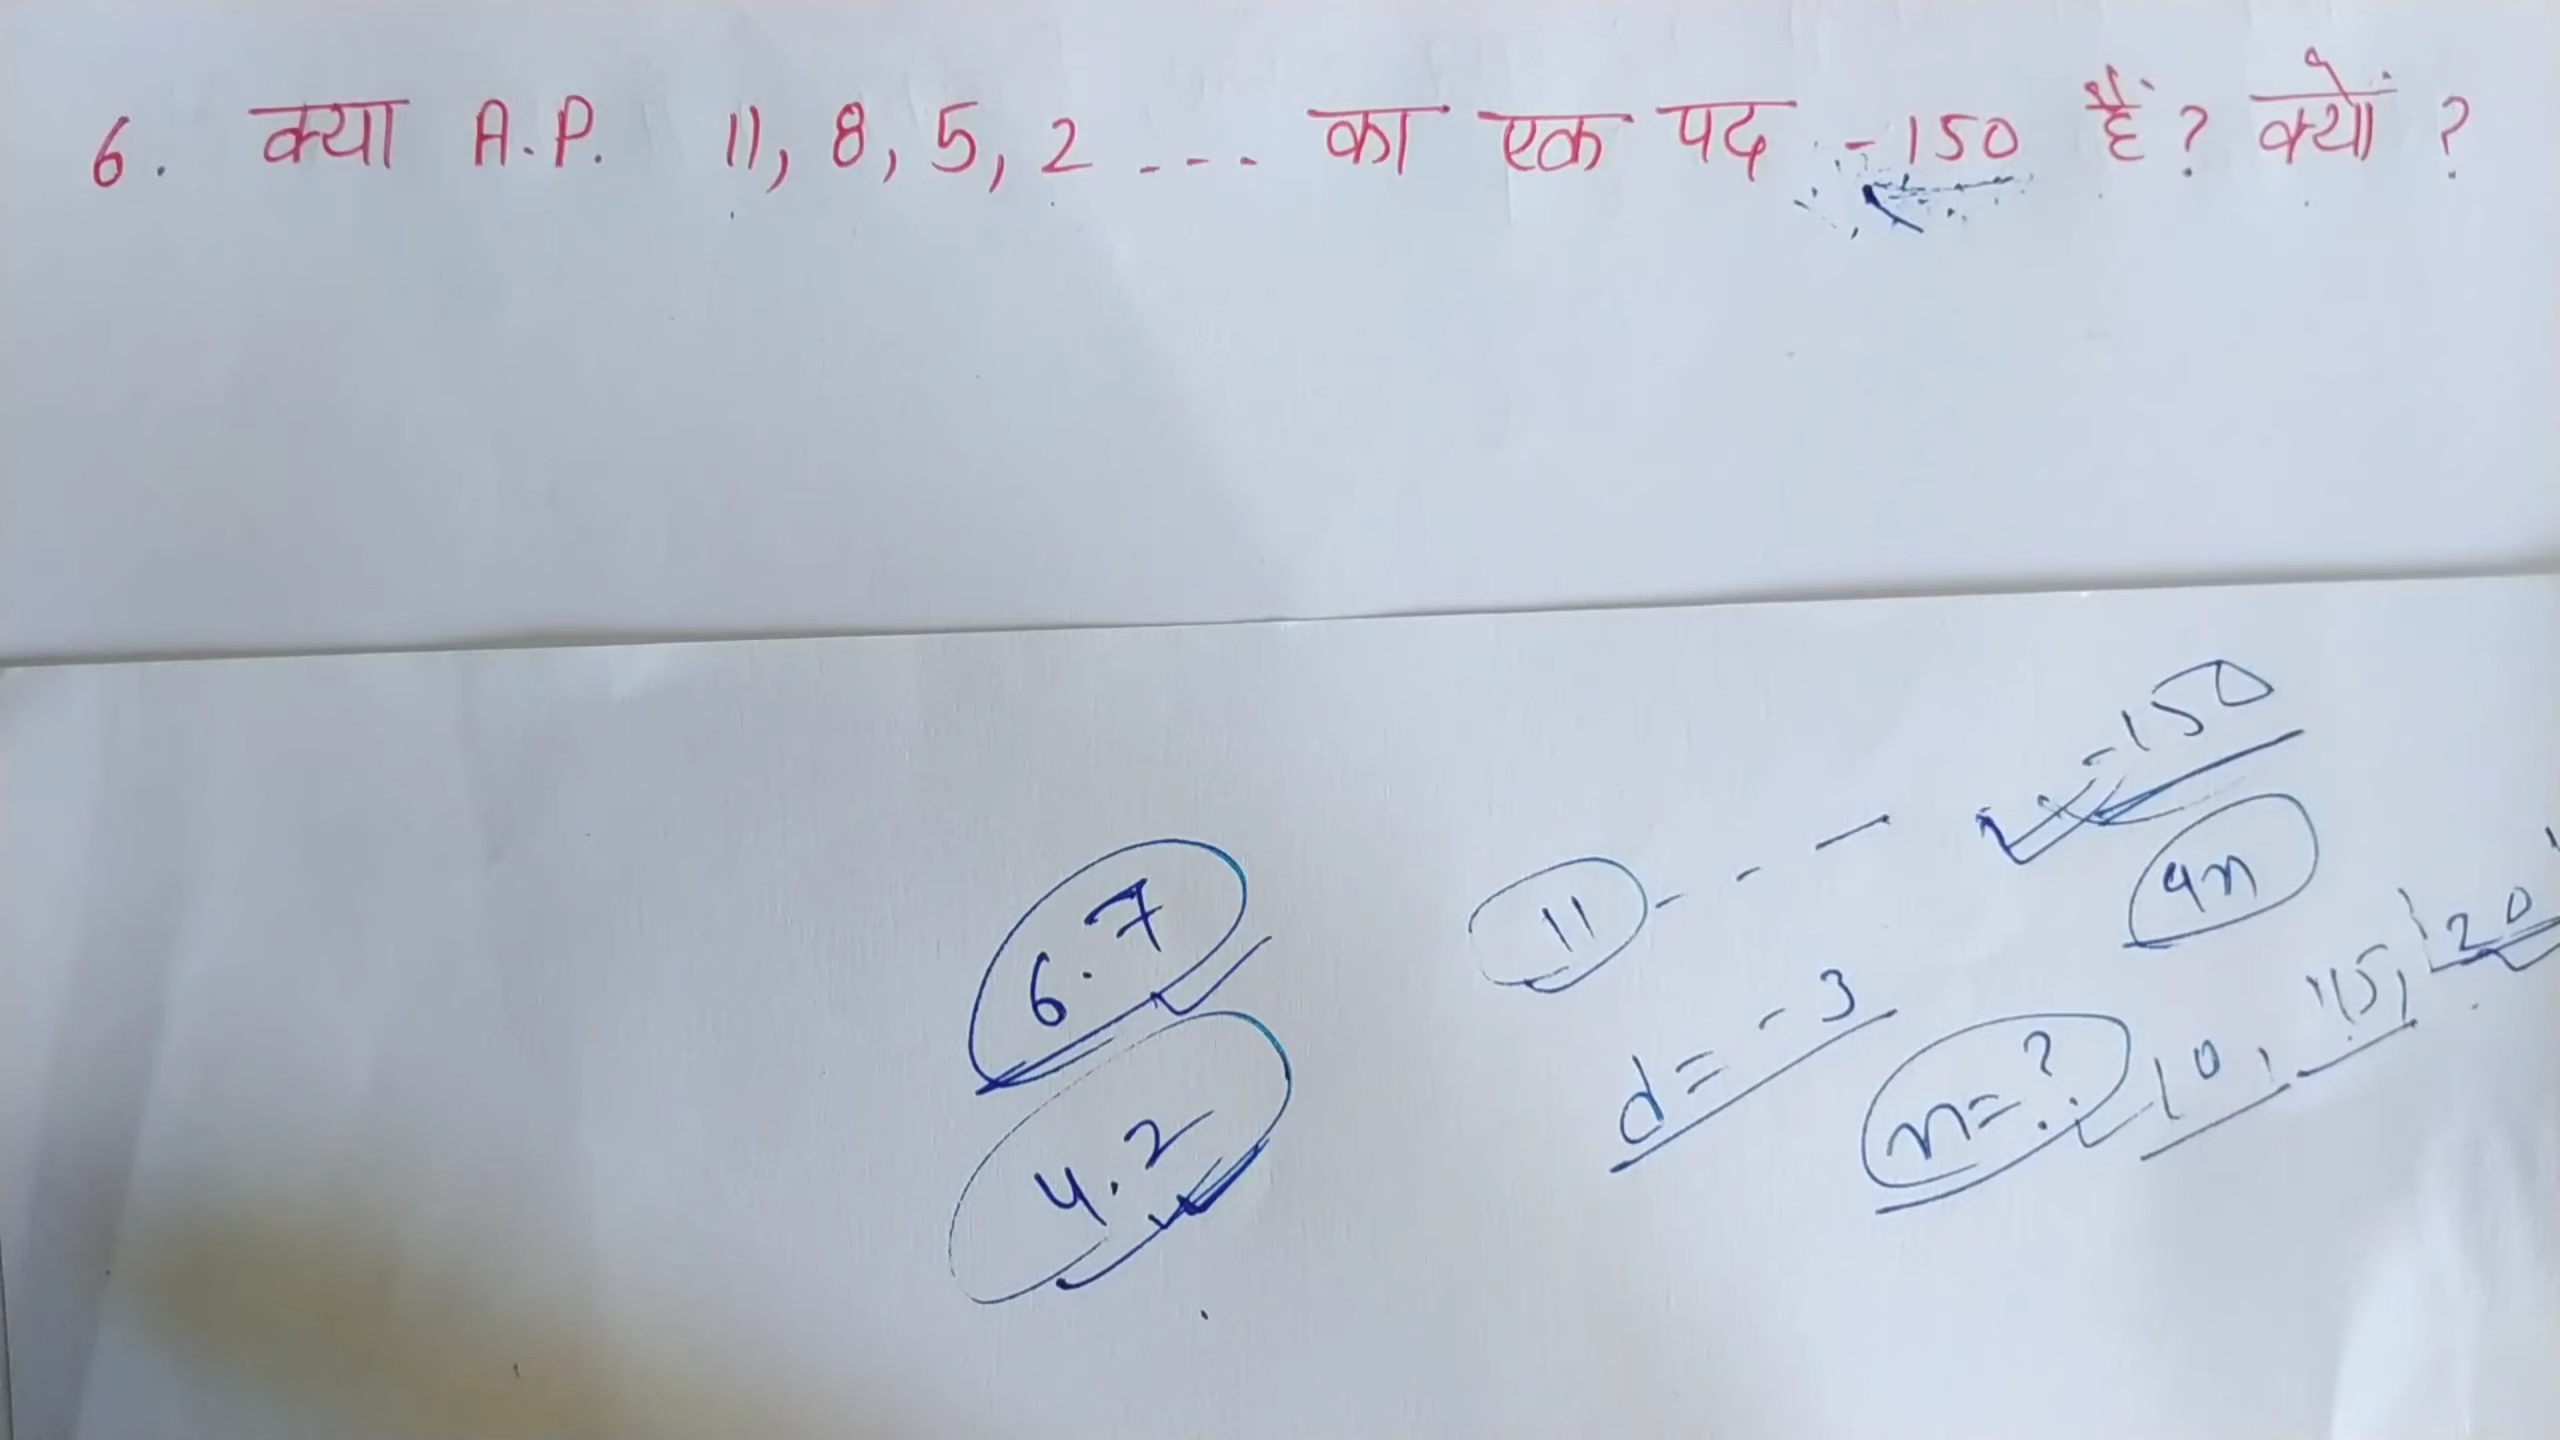 6. क्या A.P. 11, 8, 5, 2 --- का एक पद -150 हैं? क्यों ?
11 - - - -150
an
6.7
d = -3
n=? 10, 15, 20
4.2